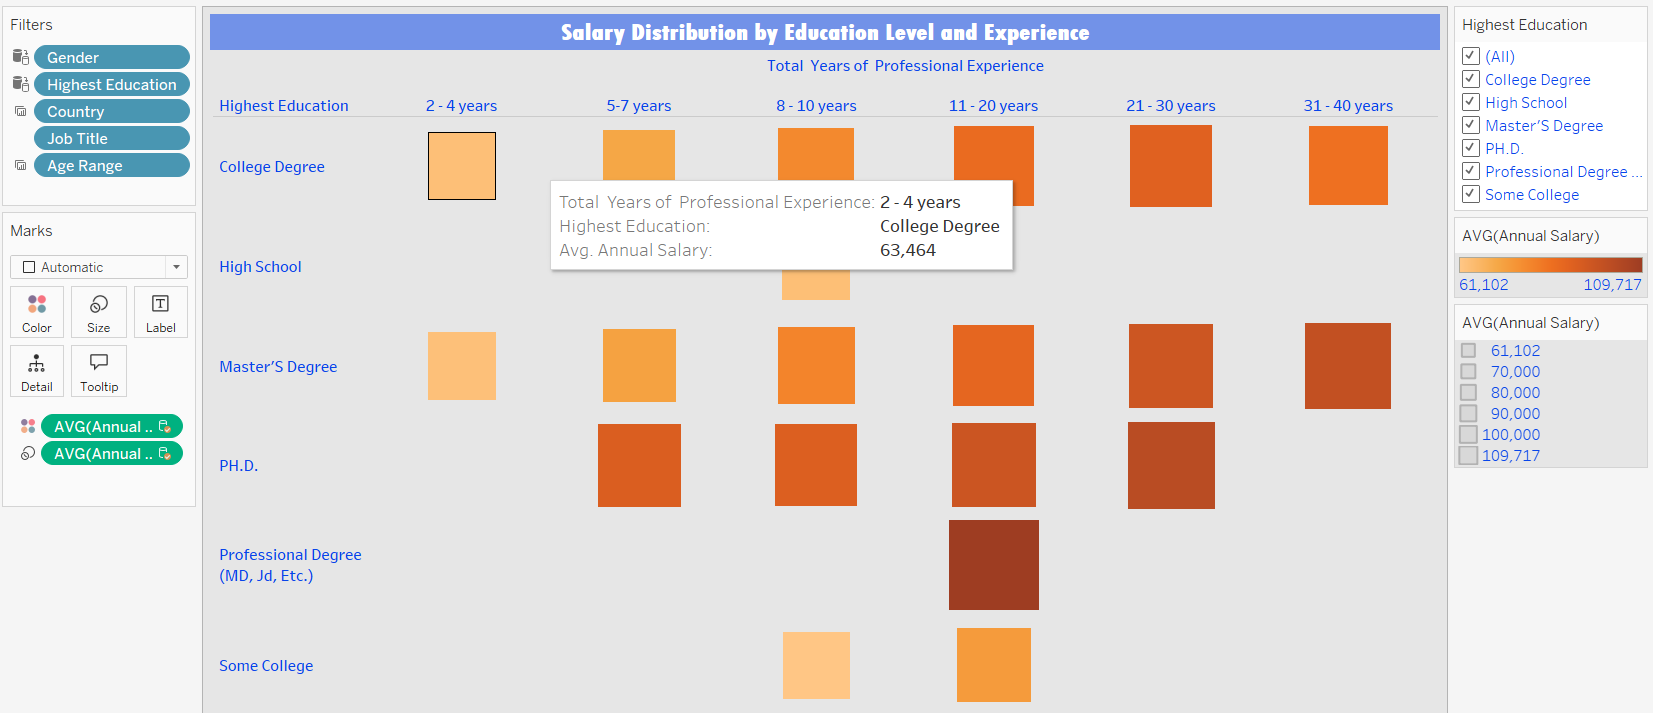 Filters
Gender
Highest Education
Country
Job Title
Age Range
Marks
Automatic
Color
Size
Label
Detail
Tooltip
AVG(Annual ..
AVG(Annual ..
Salary Distribution by Education Level and Experience
Total Years of Professional Experience
Highest Education 2 - 4 years 5-7 years 8 - 10 years 11 - 20 years 21 - 30 years 31 - 40 years
College Degree
Total Years of Professional Experience: 2 - 4 years
Highest Education: College Degree
Avg. Annual Salary: 63,464
High School
Master'S Degree
PH.D.
Professional Degree
(MD, Jd, Etc.)
Some College
Highest Education
(All)
College Degree
High School
Master'S Degree
PH.D.
Professional Degree ...
Some College
AVG(Annual Salary)
61,102 109,717
AVG(Annual Salary)
61,102
70,000
80,000
90,000
100,000
109,717